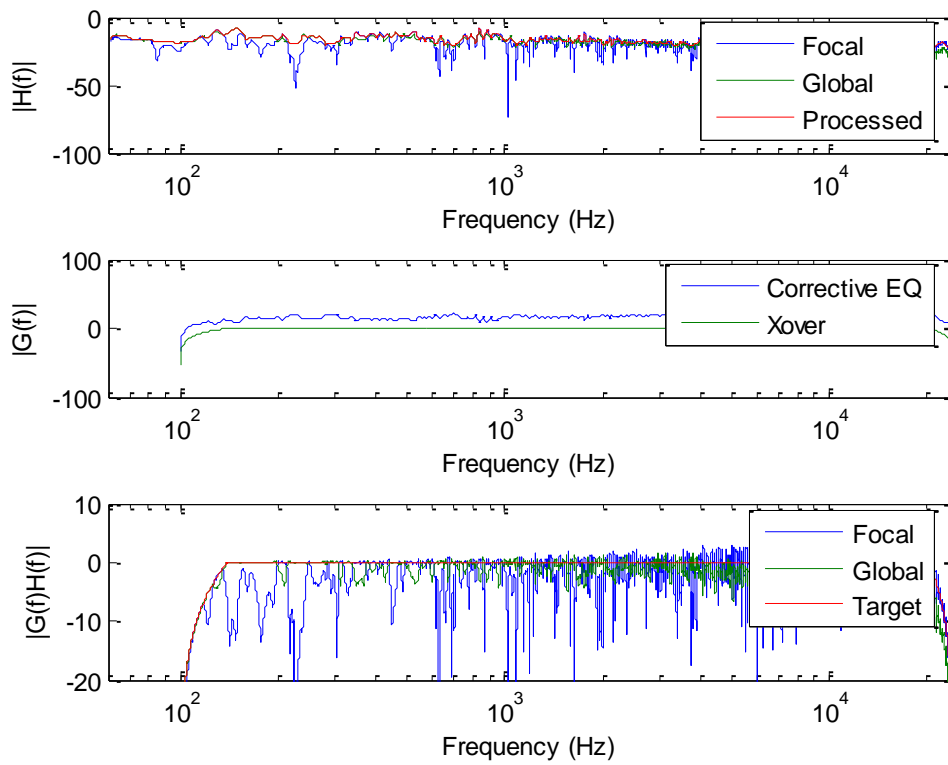 0
-50
-100
|H(f)|
Focal
Global
Processed
10^2
10^3
10^4
Frequency (Hz)
100
0
-100
|G(f)|
Corrective EQ
Xover
10^2
10^3
10^4
Frequency (Hz)
10
0
-10
-20
|G(f)H(f)|
Focal
Global
Target
10^2
10^3
10^4
Frequency (Hz)